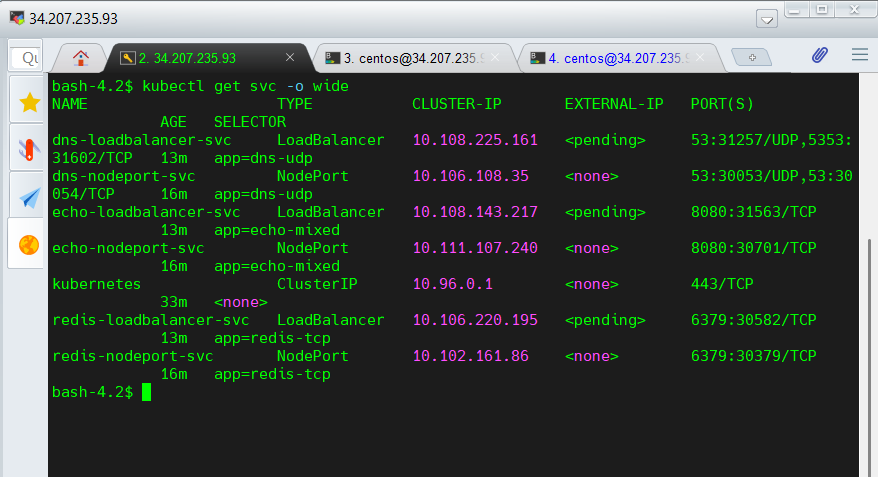 34.207.235.93
Qu
2. 34.207.235.93
3. centos@34.207.235.9
4. centos@34.207.235.9
bash-4.2$ kubectl get svc -o wide
NAME TYPE CLUSTER-IP EXTERNAL-IP PORT(S)
AGE SELECTOR
dns-loadbalancer-svc LoadBalancer 10.108.225.161 <pending> 53:31257/UDP,5353:
31602/TCP 13m app=dns-udp
dns-nodeport-svc NodePort 10.106.108.35 <none> 53:30053/UDP,53:30
054/TCP 16m app=dns-udp
echo-loadbalancer-svc LoadBalancer 10.108.143.217 <pending> 8080:31563/TCP
13m app=echo-mixed
echo-nodeport-svc NodePort 10.111.107.240 <none> 8080:30701/TCP
16m app=echo-mixed
kubernetes ClusterIP 10.96.0.1 <none> 443/TCP
33m <none>
redis-loadbalancer-svc LoadBalancer 10.106.220.195 <pending> 6379:30582/TCP
13m app=redis-tcp
redis-nodeport-svc NodePort 10.102.161.86 <none> 6379:30379/TCP
16m app=redis-tcp
bash-4.2$